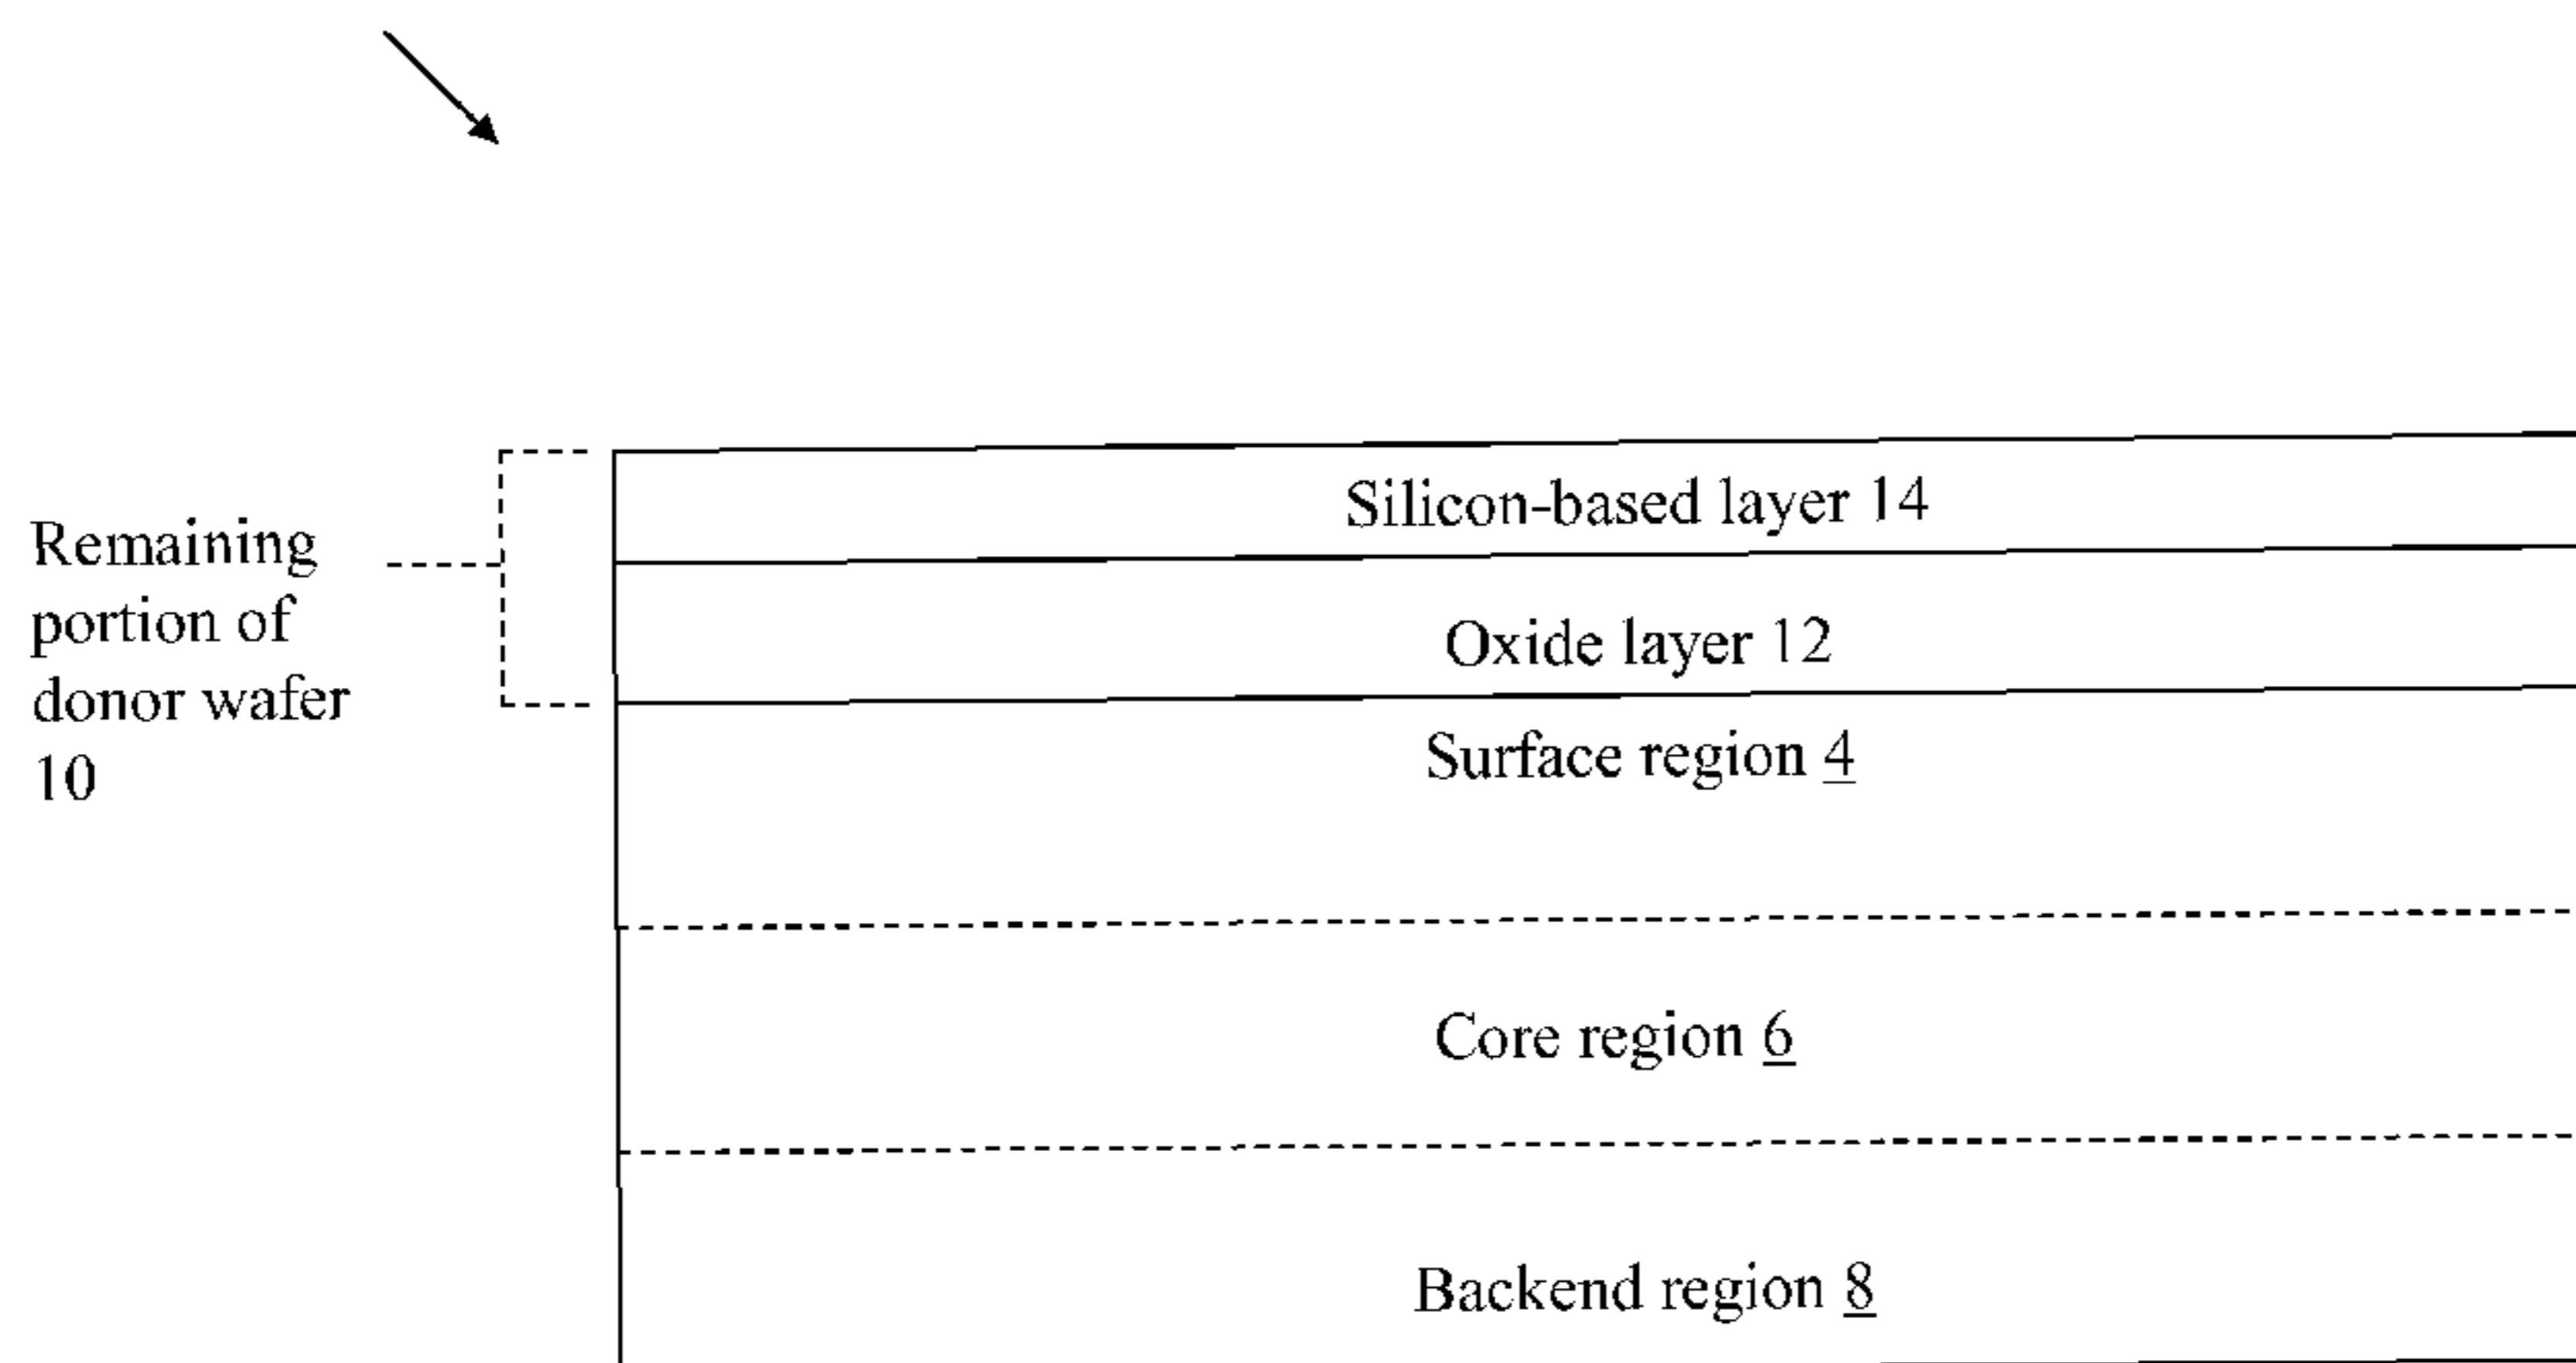 Silicon-based layer 14
Remaining
portion of
donor wafer
10
Oxide layer 12
Surface region 4
Core region 6
Backend region 8